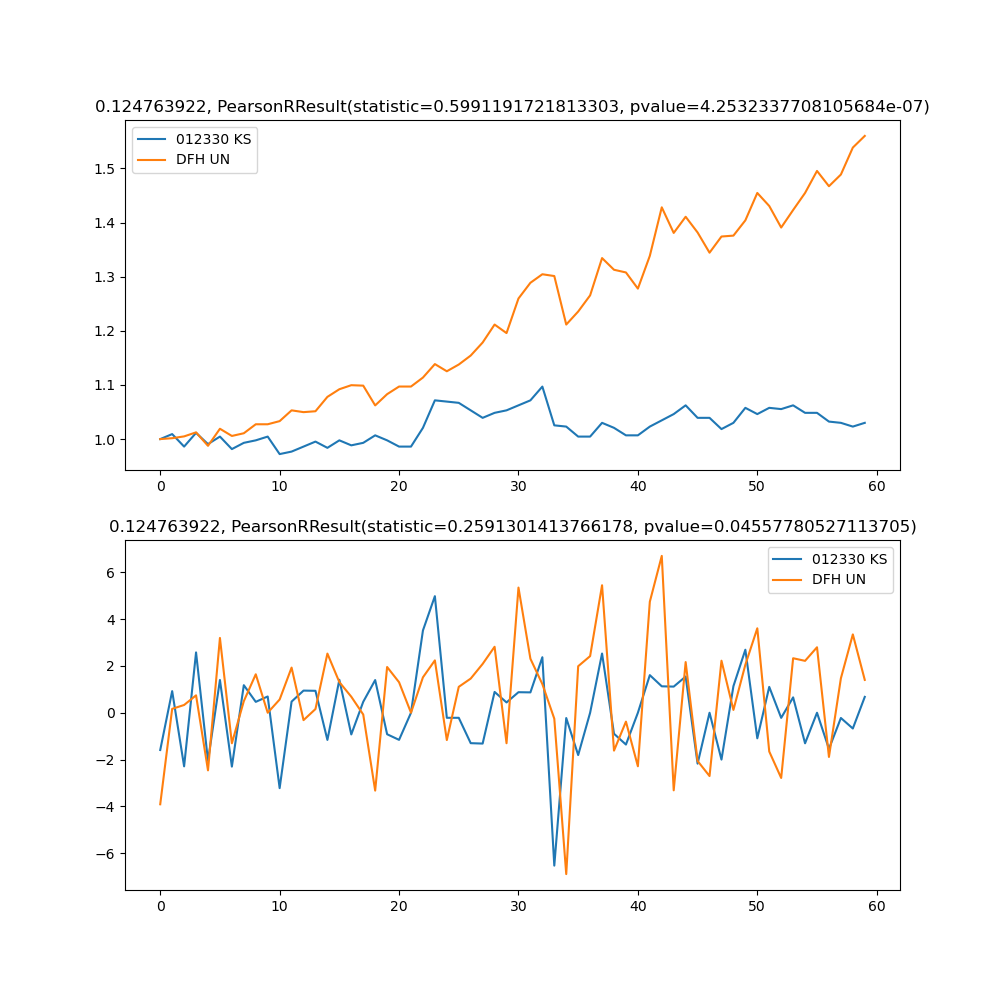 0.124763922, PearsonRResult(statistic=0.5991191721813303, pvalue=4.2532337708105684e-07)
012330 KS
DFH UN
1.5
1.4
1.3
1.2
1.1
1.0
0 10 20 30 40 50 60
0.124763922, PearsonRResult(statistic=0.2591301413766178, pvalue=0.04557780527113705)
012330 KS
DFH UN
6
4
2
0
−2
−4
−6
0 10 20 30 40 50 60